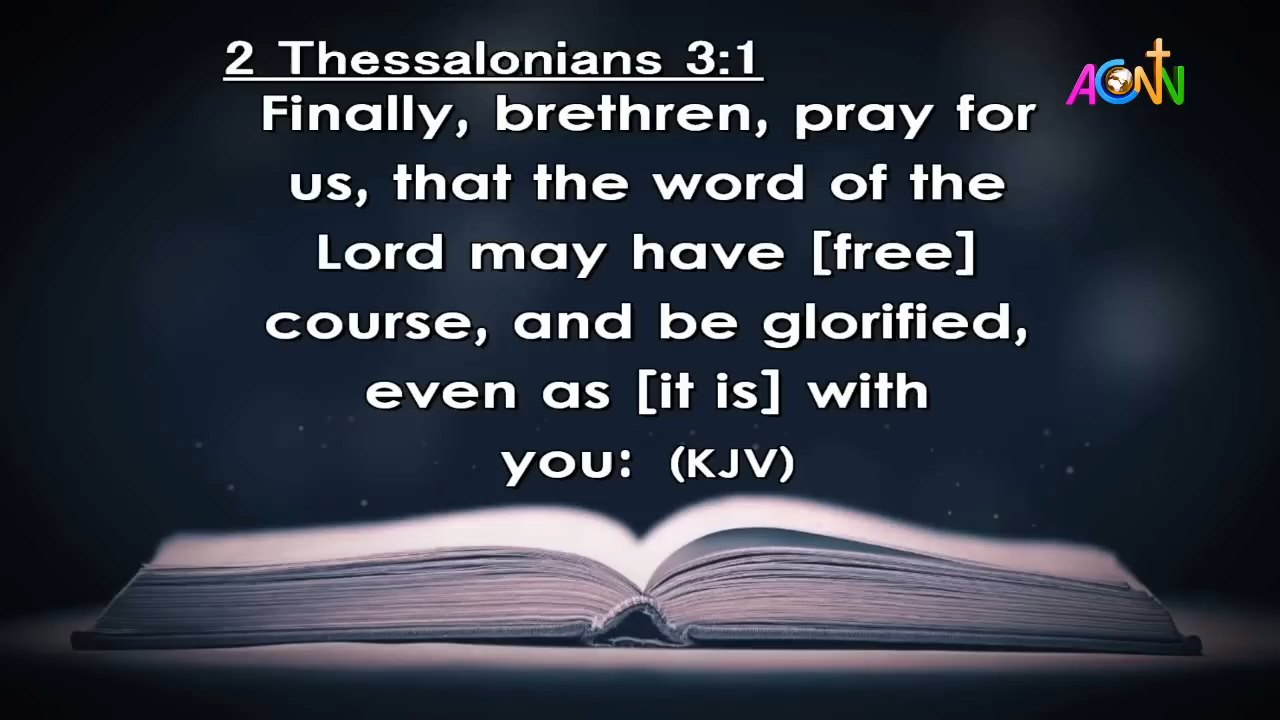 2 Thessalonians 3:1
ACNN
Finally, brethren, pray for
us, that the word of the
Lord may have [free]
course, and be glorified,
even as [it is] with
you: (KJV)